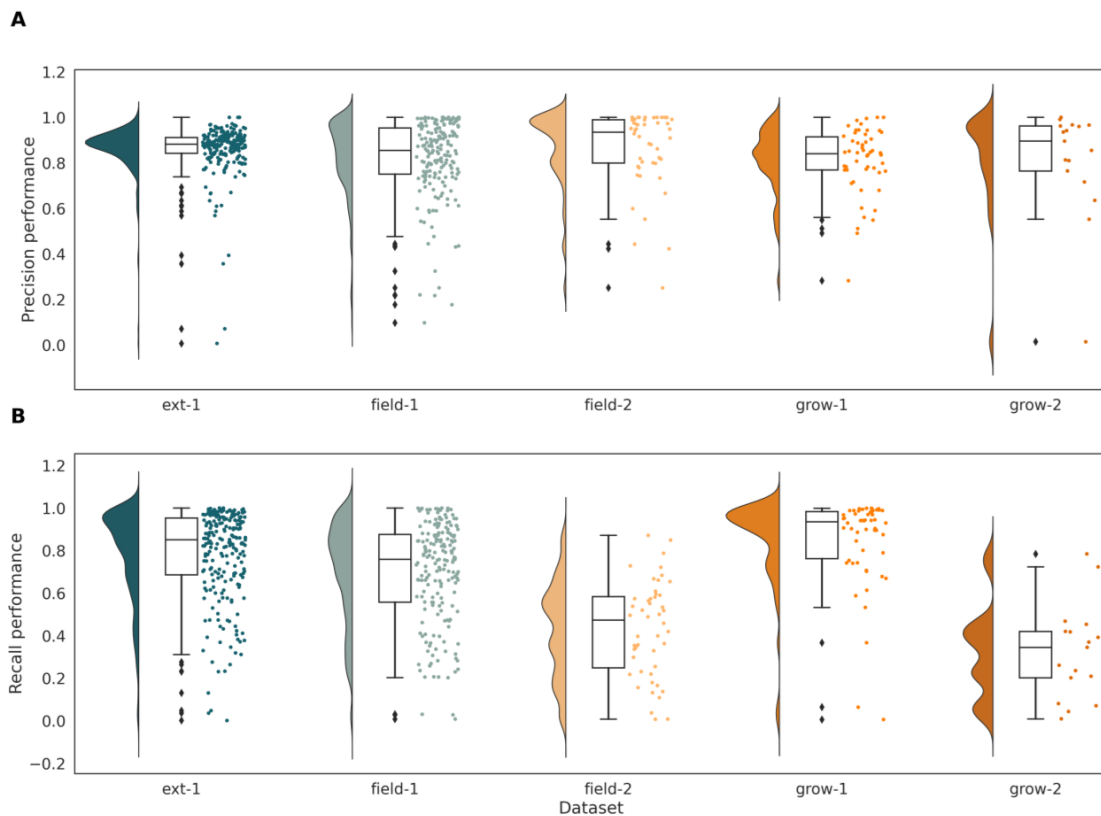 A
Precision performance
1.2
1.0
0.8
0.6
0.4
0.2
0.0
ext-1 field-1 field-2 grow-1 grow-2
B
Recall performance
1.2
1.0
0.8
0.6
0.4
0.2
0.0
−0.2
ext-1 field-1 field-2 grow-1 grow-2
Dataset